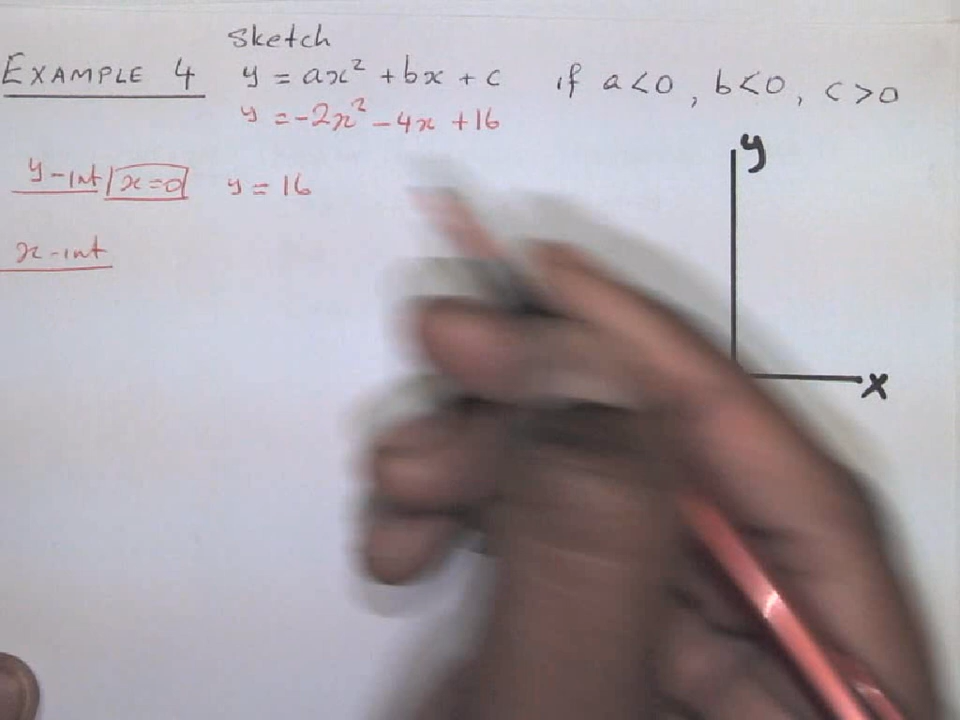 Sketch
EXAMPLE 4 y = ax² + bx + c if a<0, b<0, c>0
y = -2x² - 4x + 16
y-int/x=0 y = 16
x-int
y
x